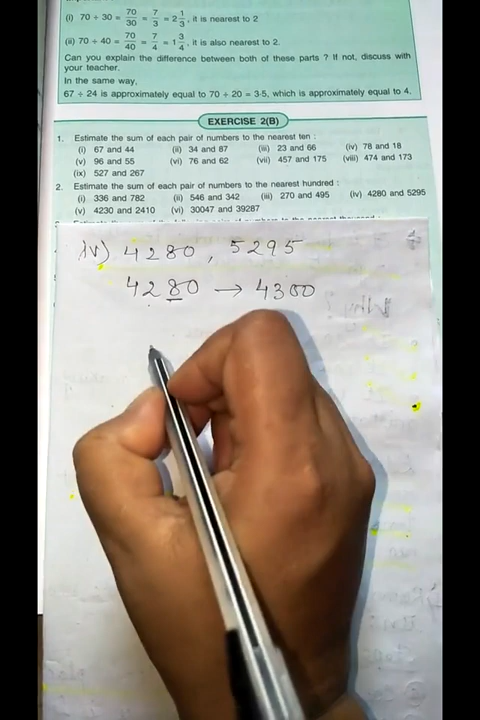 (i) 70 ÷ 30 = 70/30 = 7/3 = 2 1/3, it is nearest to 2
(ii) 70 ÷ 40 = 70/40 = 7/4 = 1 3/4, it is also nearest to 2.
Can you explain the difference between both of these parts ? If not, discuss with
your teacher.
In the same way,
67 ÷ 24 is approximately equal to 70 ÷ 20 = 3·5, which is approximately equal to 4.
EXERCISE 2(B)
1. Estimate the sum of each pair of numbers to the nearest ten :
(i) 67 and 44 (ii) 34 and 87 (iii) 23 and 66 (iv) 78 and 18
(v) 96 and 55 (vi) 76 and 62 (vii) 457 and 175 (viii) 474 and 173
(ix) 527 and 267
2. Estimate the sum of each pair of numbers to the nearest hundred :
(i) 336 and 782 (ii) 546 and 342 (iii) 270 and 495 (iv) 4280 and 5295
(v) 4230 and 2410 (vi) 30047 and 39287
iv) 4280, 5295
4280 → 4300